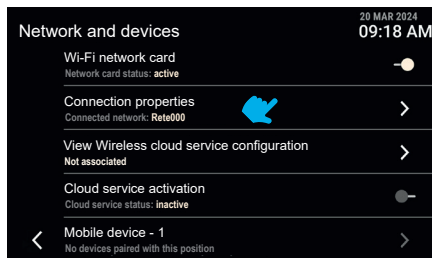 20 MAR 2024
Network and devices 09:18 AM
Wi-Fi network card
Network card status: active
Connection properties
Connected network: Rete000
View Wireless cloud service configuration
Not associated
Cloud service activation
Cloud service status: inactive
Mobile device - 1
No devices paired with this position